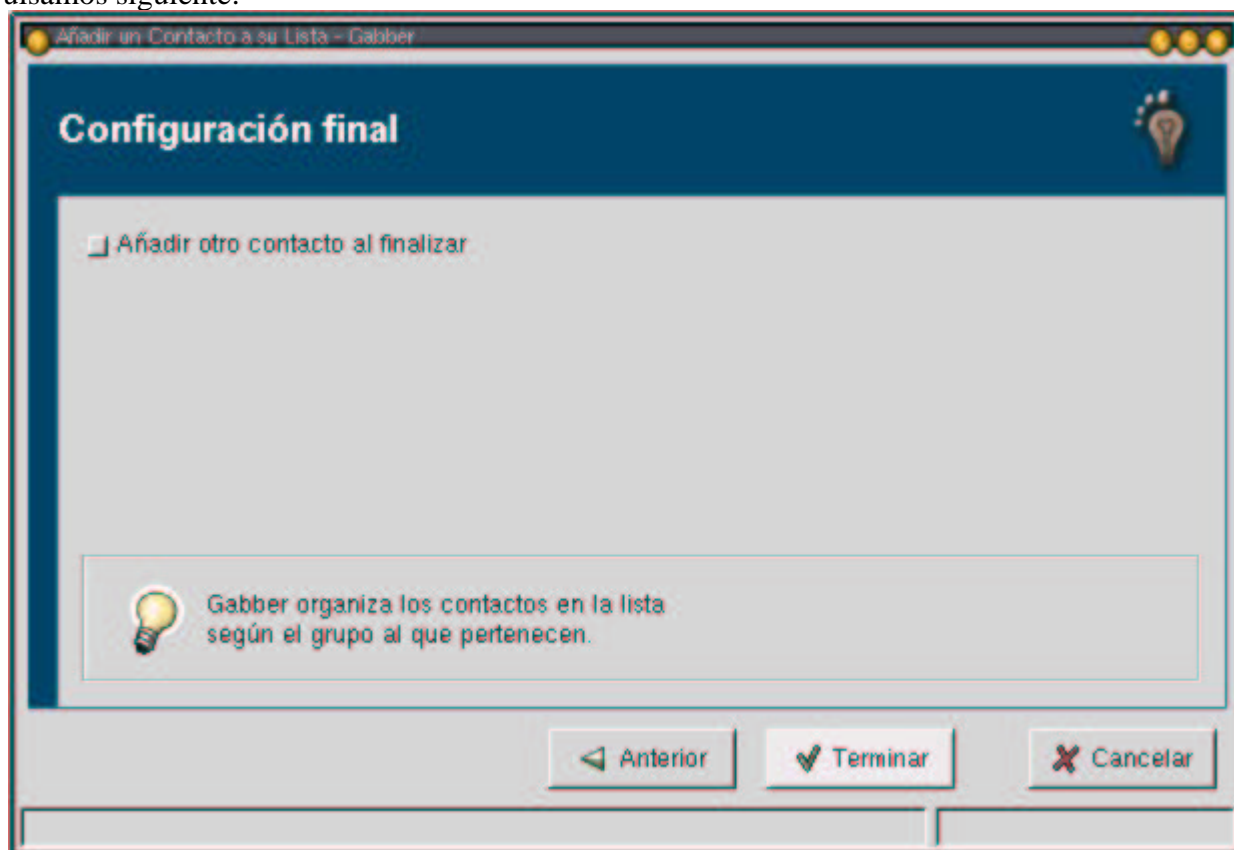 siguiente.
Añadir un Contacto a su Lista - Gabber
Configuración final
Añadir otro contacto al finalizar
Gabber organiza los contactos en la lista
según el grupo al que pertenecen.
Anterior
Terminar
Cancelar